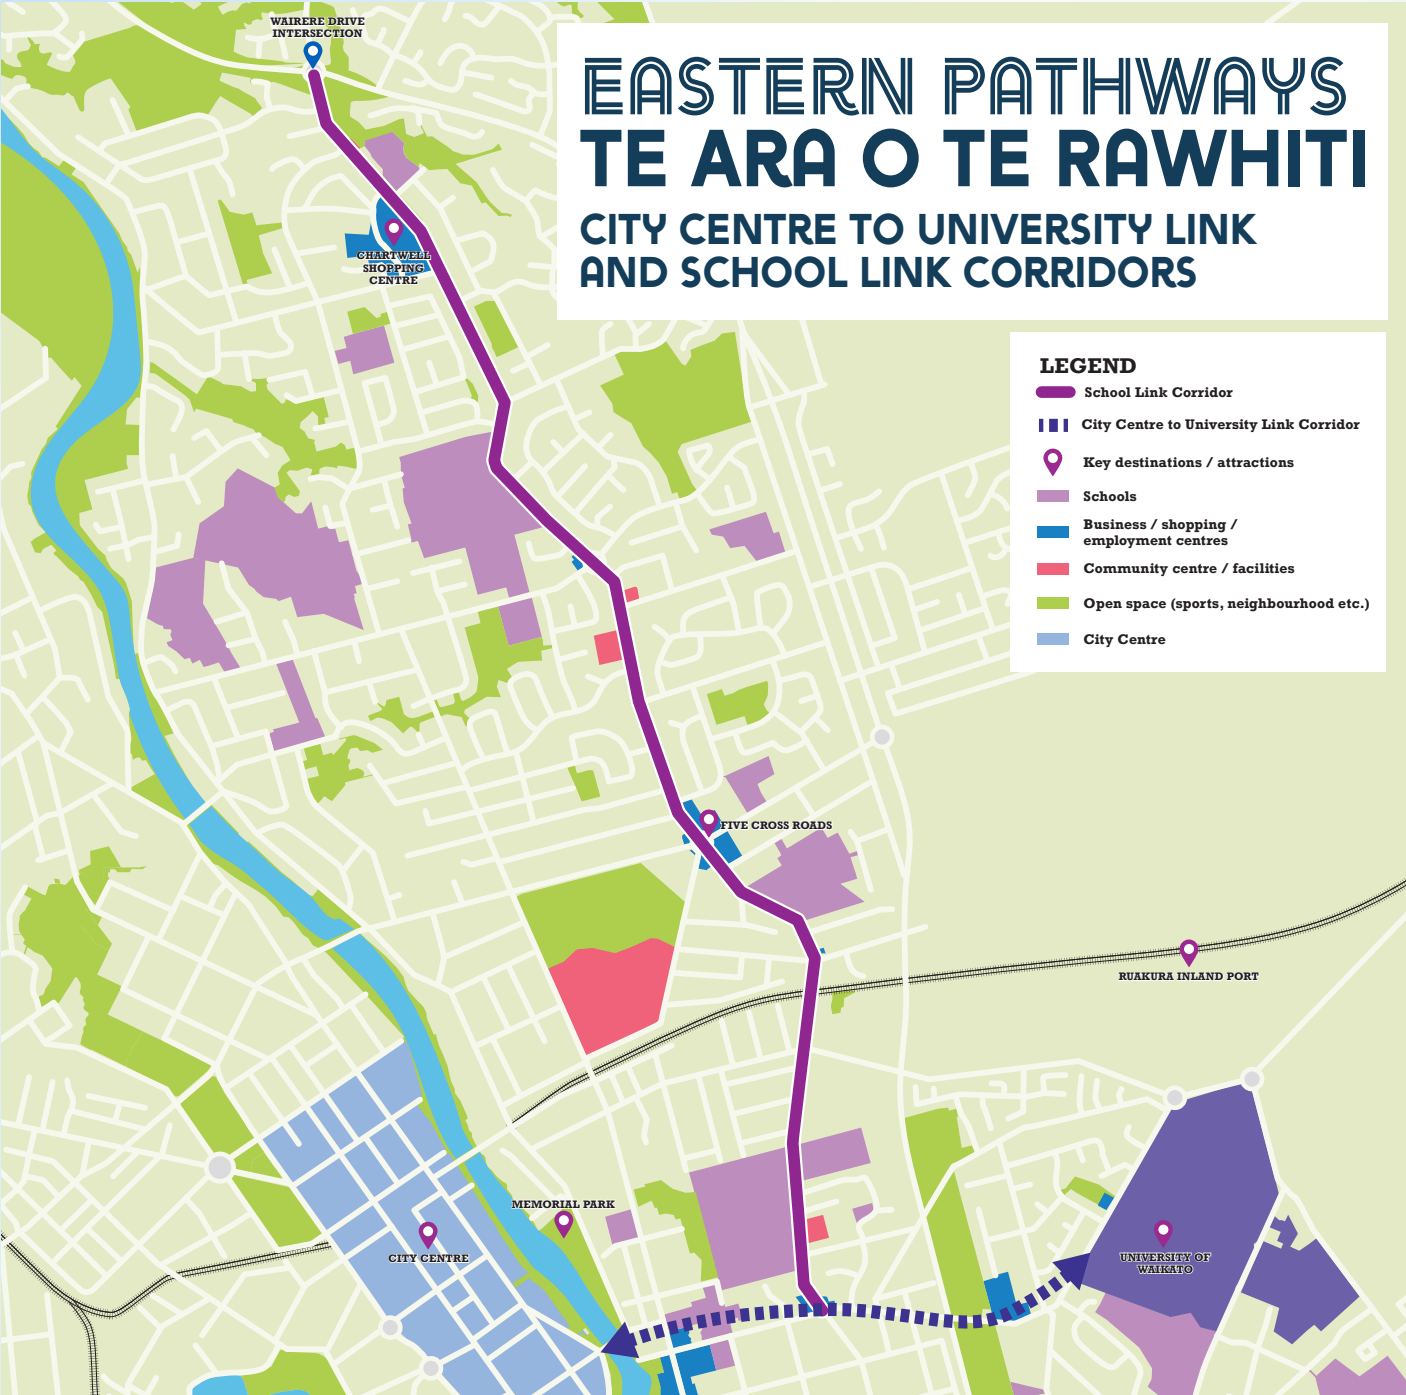 WAIRERE DRIVE
INTERSECTION
EASTERN PATHWAYS
TE ARA O TE RAWHITI
CITY CENTRE TO UNIVERSITY LINK
AND SCHOOL LINK CORRIDORS
CHARTWELL
SHOPPING
CENTRE
LEGEND
School Link Corridor
City Centre to University Link Corridor
Key destinations / attractions
Schools
Business / shopping /
employment centres
Community centre / facilities
Open space (sports, neighbourhood etc.)
City Centre
FIVE CROSS ROADS
RUAKURA INLAND PORT
MEMORIAL PARK
CITY CENTRE
UNIVERSITY OF
WAIKATO